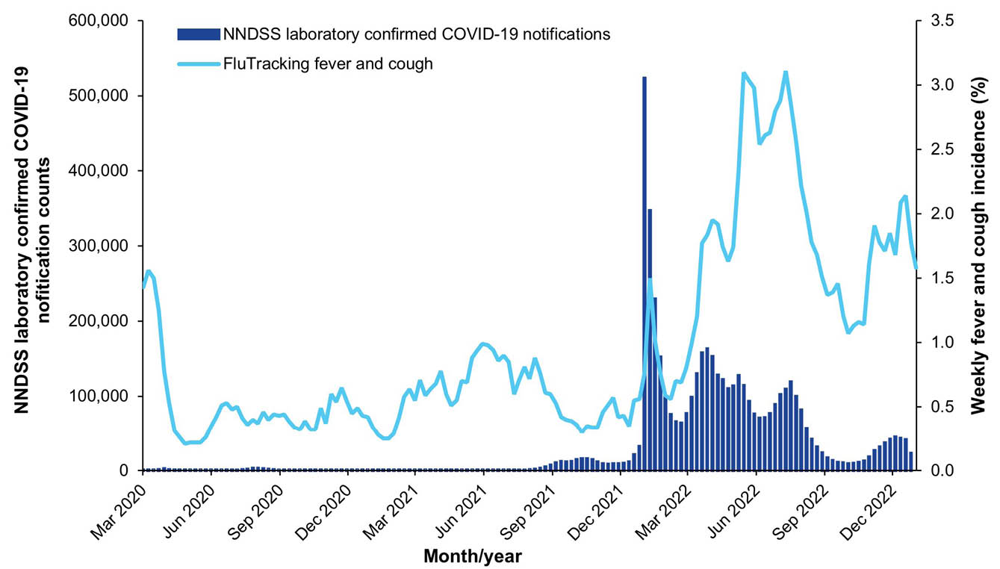 NNDSS laboratory confirmed COVID-19 notifications
FluTracking fever and cough
NNDSS laboratory confirmed COVID-19
nofitication counts
600,000
500,000
400,000
300,000
200,000
100,000
0
3.5
3.0
2.5
2.0
1.5
1.0
0.5
0.0
Weekly fever and cough incidence (%)
Mar 2020
Jun 2020
Sep 2020
Dec 2020
Mar 2021
Jun 2021
Sep 2021
Dec 2021
Mar 2022
Jun 2022
Sep 2022
Dec 2022
Month/year